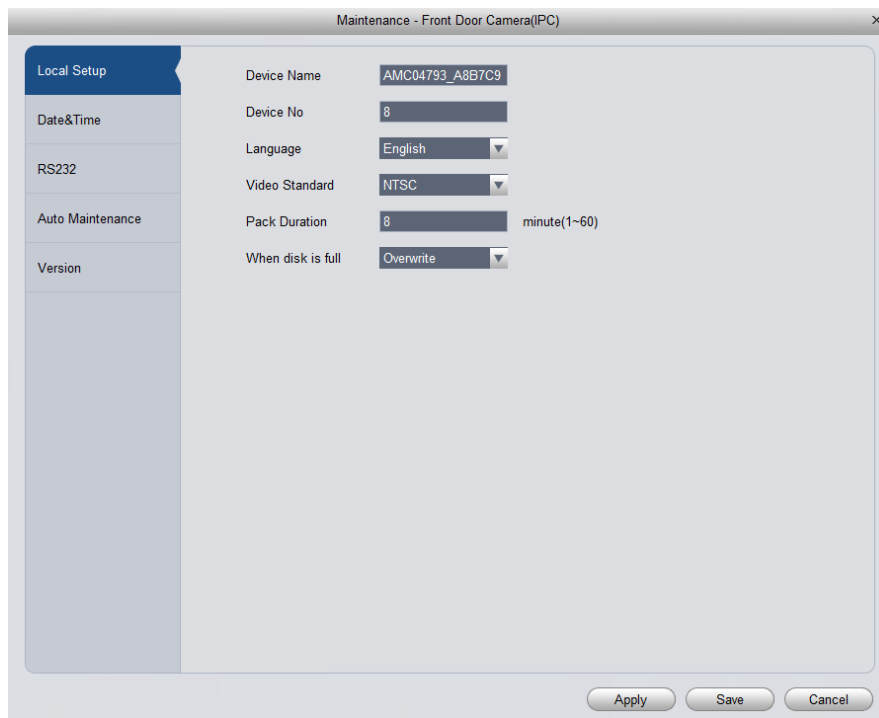 Maintenance - Front Door Camera(IPC)
Local Setup
Date&Time
RS232
Auto Maintenance
Version
Device Name AMC04793_A8B7C9
Device No 8
Language English
Video Standard NTSC
Pack Duration 8 minute(1~60)
When disk is full Overwrite
Apply Save Cancel